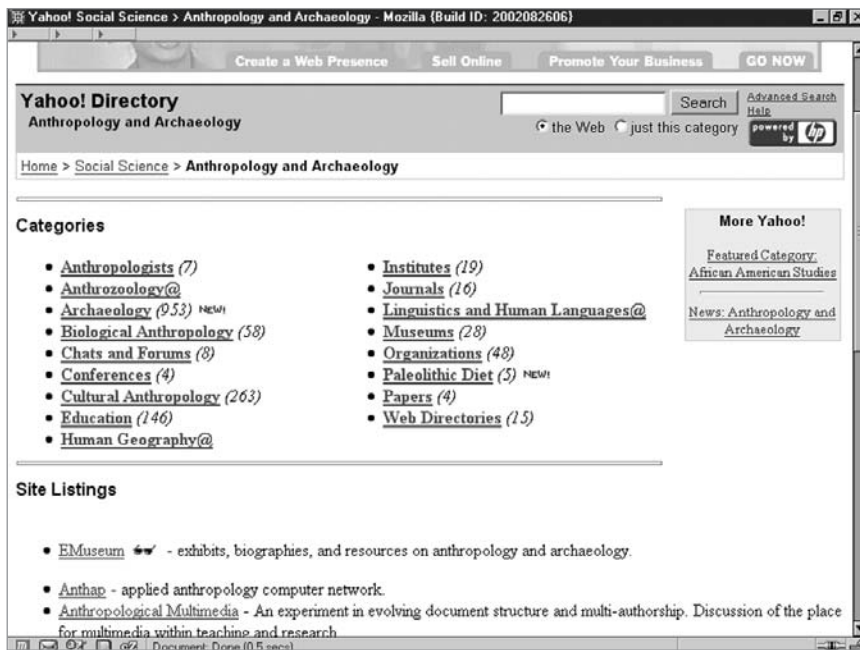 Yahoo! Social Science > Anthropology and Archaeology - Mozilla {Build ID: 2002082606}
Create a Web Presence Sell Online Promote Your Business GO NOW
Yahoo! Directory
Anthropology and Archaeology
Search
Advanced Search
Help
the Web just this category
powered by hp
Home > Social Science > Anthropology and Archaeology
Categories
Anthropologists (7)
Anthrozoology@
Archaeology (953) NEW!
Biological Anthropology (58)
Chats and Forums (8)
Conferences (4)
Cultural Anthropology (263)
Education (146)
Human Geography@
Institutes (19)
Journals (16)
Linguistics and Human Languages@
Museums (28)
Organizations (48)
Paleolithic Diet (5) NEW!
Papers (4)
Web Directories (15)
More Yahoo!
Featured Category:
African American Studies
News: Anthropology and
Archaeology
Site Listings
EMuseum - exhibits, biographies, and resources on anthropology and archaeology.
Anthap - applied anthropology computer network.
Anthropological Multimedia - An experiment in evolving document structure and multi-authorship. Discussion of the place
for multimedia within teaching and research
Document: Done (0.5 secs)